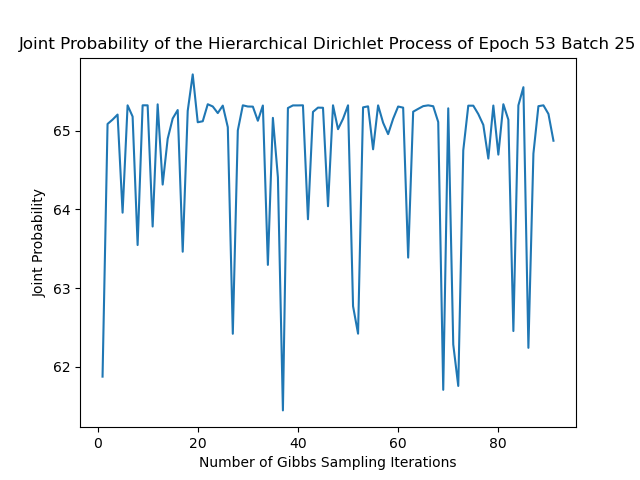 Joint Probability of the Hierarchical Dirichlet Process of Epoch 53 Batch 25
65
64
63
62
Joint Probability
0 20 40 60 80
Number of Gibbs Sampling Iterations